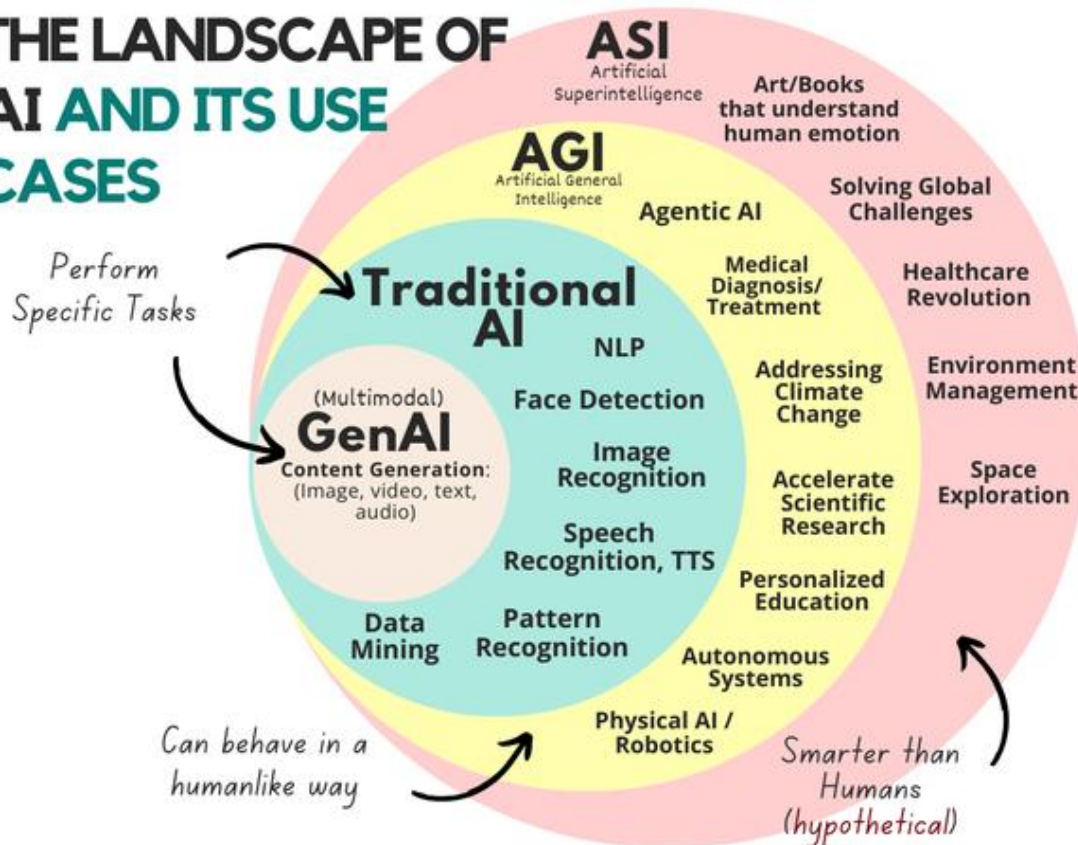 THE LANDSCAPE OF
AI AND ITS USE
CASES
ASI
Artificial
Superintelligence
Art/Books
that understand
human emotion
Solving Global
Challenges
Healthcare
Revolution
Environment
Management
Space
Exploration
AGI
Artificial General
Intelligence
Agentic AI
Medical
Diagnosis/
Treatment
Addressing
Climate
Change
Accelerate
Scientific
Research
Personalized
Education
Autonomous
Systems
Physical AI /
Robotics
Traditional
AI
NLP
Face Detection
Image
Recognition
Speech
Recognition, TTS
Pattern
Recognition
Data
Mining
(Multimodal)
GenAI
Content Generation:
(Image, video, text,
audio)
Perform
Specific Tasks
Can behave in a
humanlike way
Smarter than
Humans
(hypothetical)